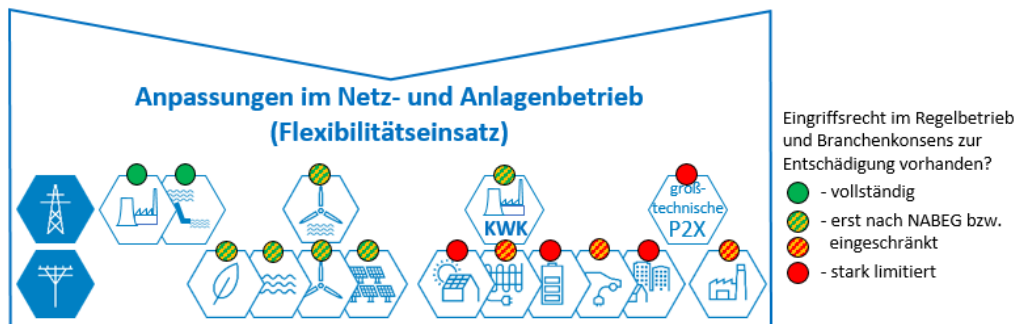 Anpassungen im Netz- und Anlagenbetrieb
(Flexibilitätseinsatz)
KWK
groß-
technische
P2X
Eingriffsrecht im Regelbetrieb
und Branchenkonsens zur
Entschädigung vorhanden?
- vollständig
- erst nach NABEG bzw.
eingeschränkt
- stark limitiert